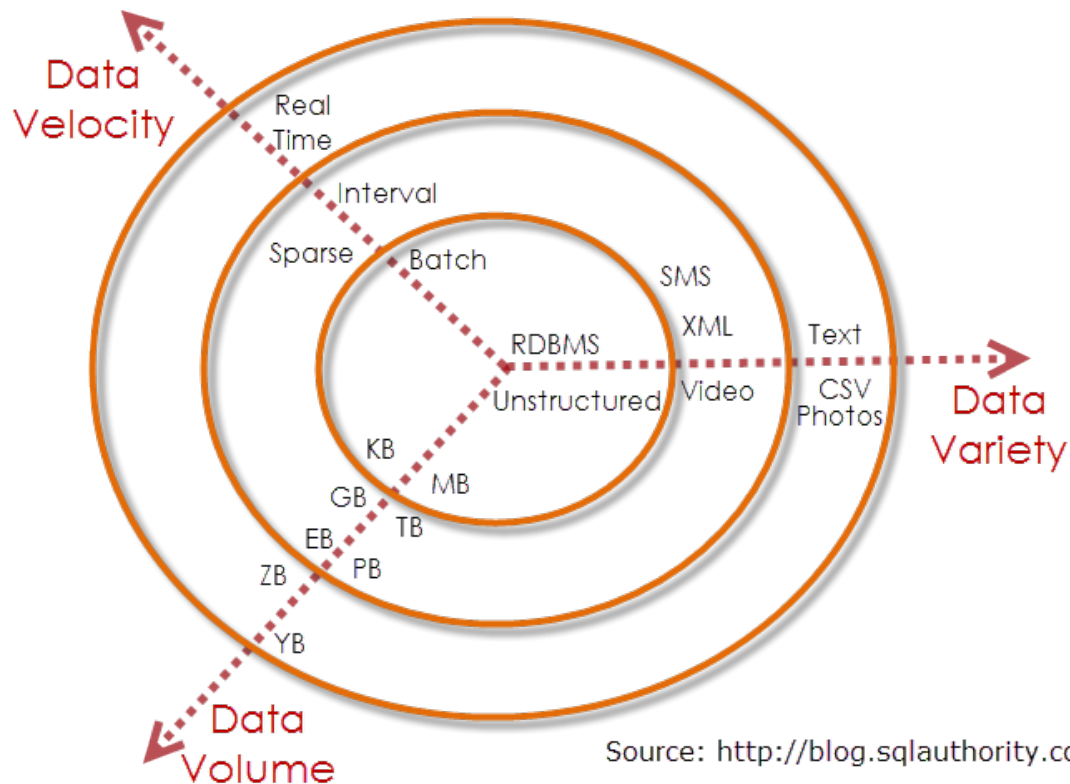 Data
Velocity
Real
Time
Interval
Sparse
Batch
SMS
XML
Text
RDBMS
Unstructured
Video
CSV
Photos
Data
Variety
KB
MB
GB
TB
EB
PB
ZB
YB
Data
Volume
Source: http://blog.sqlauthority.co